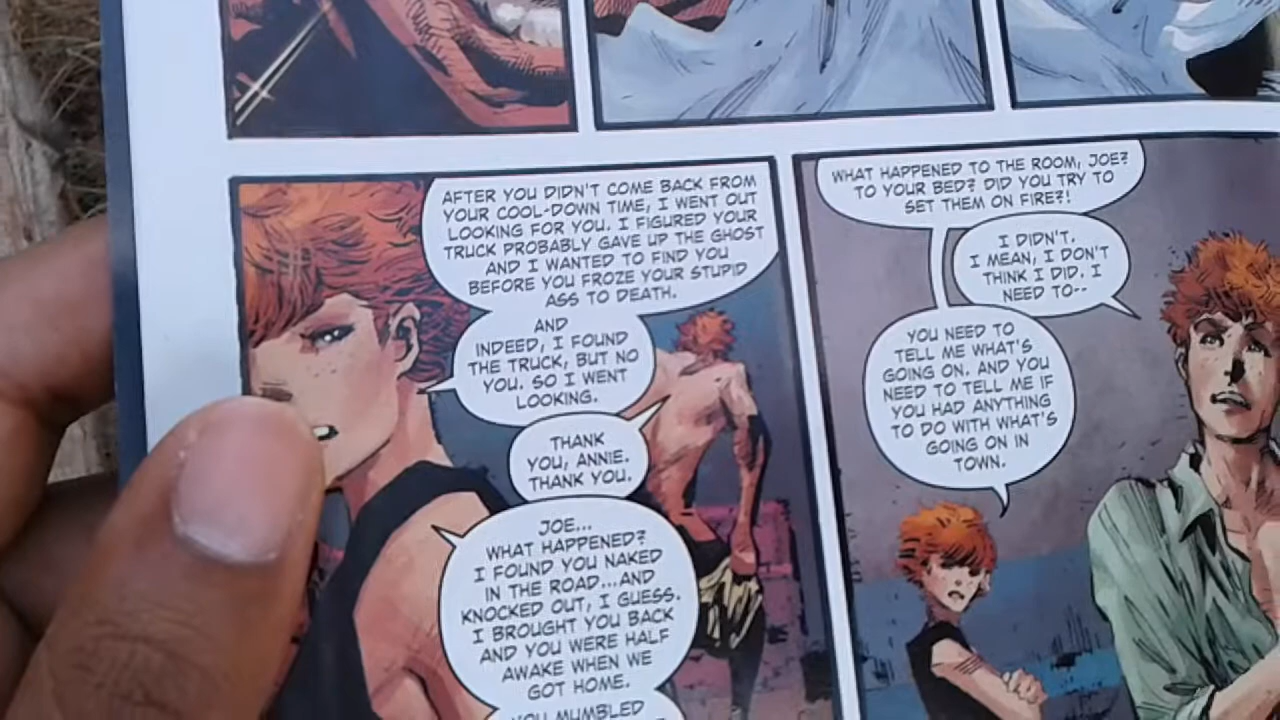 AFTER YOU DIDN'T COME BACK FROM
YOUR COOL-DOWN TIME, I WENT OUT
LOOKING FOR YOU. I FIGURED YOUR
TRUCK PROBABLY GAVE UP THE GHOST
AND I WANTED TO FIND YOU
BEFORE YOU FROZE YOUR STUPID
ASS TO DEATH.
AND
INDEED, I FOUND
THE TRUCK, BUT NO
YOU. SO I WENT
LOOKING.
THANK
YOU, ANNIE.
THANK YOU.
JOE...
WHAT HAPPENED?
I FOUND YOU NAKED
IN THE ROAD...AND
KNOCKED OUT, I GUESS.
I BROUGHT YOU BACK
AND YOU WERE HALF
AWAKE WHEN WE
GOT HOME.
YOU MUMBLED
WHAT HAPPENED TO THE ROOM, JOE?
TO YOUR BED? DID YOU TRY TO
SET THEM ON FIRE?!
I DIDN'T.
I MEAN, I DON'T
THINK I DID. I
NEED TO--
YOU NEED TO
TELL ME WHAT'S
GOING ON. AND YOU
NEED TO TELL ME IF
YOU HAD ANYTHING
TO DO WITH WHAT'S
GOING ON IN
TOWN.